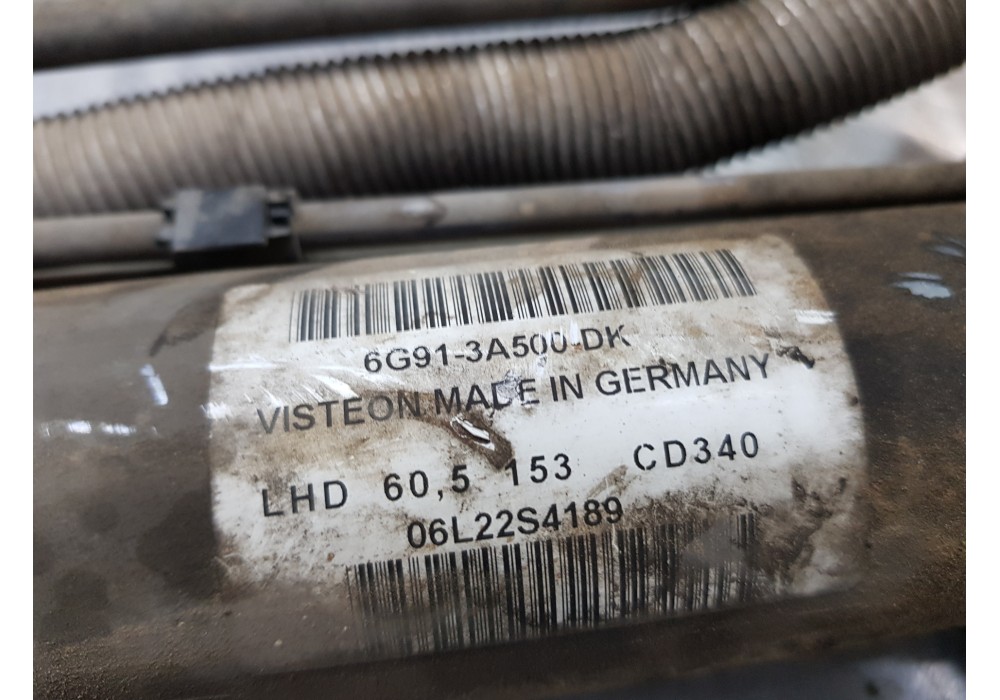 6G91-3A500-DK
VISTEON MADE IN GERMANY
LHD 60,5 153 CD340
06L22S4189